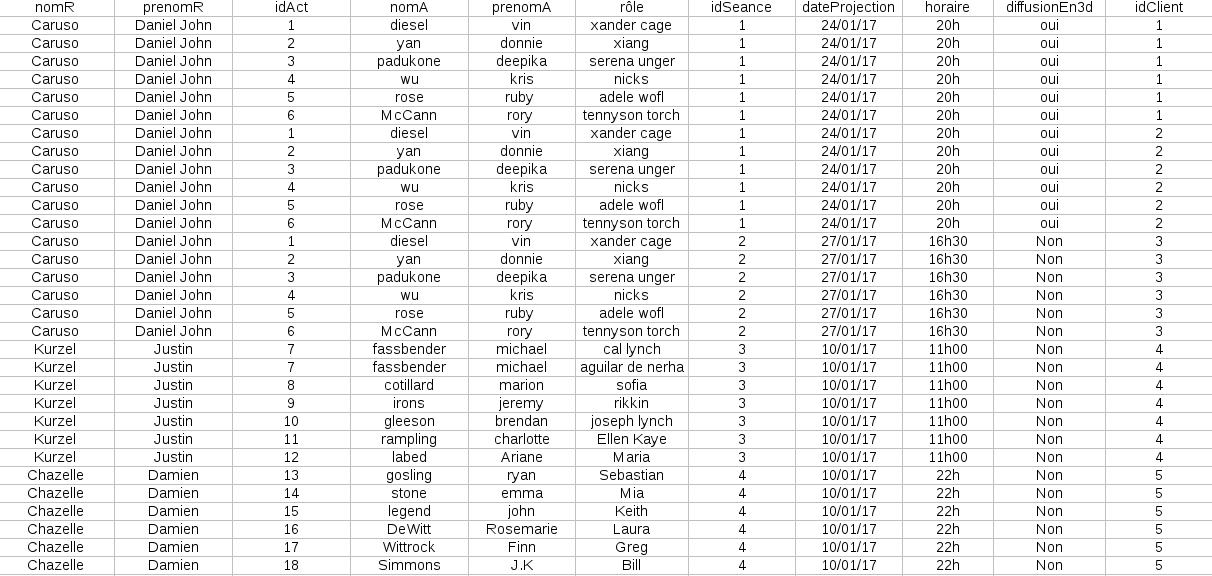 nomR prenomR idAct nomA prenomA rôle idSeance dateProjection horaire diffusionEn3d idClient
Caruso Daniel John 1 diesel vin xander cage 1 24/01/17 20h oui 1
Caruso Daniel John 2 yan donnie xiang 1 24/01/17 20h oui 1
Caruso Daniel John 3 padukone deepika serena unger 1 24/01/17 20h oui 1
Caruso Daniel John 4 wu kris nicks 1 24/01/17 20h oui 1
Caruso Daniel John 5 rose ruby adele wofl 1 24/01/17 20h oui 1
Caruso Daniel John 6 McCann rory tennyson torch 1 24/01/17 20h oui 1
Caruso Daniel John 1 diesel vin xander cage 1 24/01/17 20h oui 2
Caruso Daniel John 2 yan donnie xiang 1 24/01/17 20h oui 2
Caruso Daniel John 3 padukone deepika serena unger 1 24/01/17 20h oui 2
Caruso Daniel John 4 wu kris nicks 1 24/01/17 20h oui 2
Caruso Daniel John 5 rose ruby adele wofl 1 24/01/17 20h oui 2
Caruso Daniel John 6 McCann rory tennyson torch 1 24/01/17 20h oui 2
Caruso Daniel John 1 diesel vin xander cage 2 27/01/17 16h30 Non 3
Caruso Daniel John 2 yan donnie xiang 2 27/01/17 16h30 Non 3
Caruso Daniel John 3 padukone deepika serena unger 2 27/01/17 16h30 Non 3
Caruso Daniel John 4 wu kris nicks 2 27/01/17 16h30 Non 3
Caruso Daniel John 5 rose ruby adele wofl 2 27/01/17 16h30 Non 3
Caruso Daniel John 6 McCann rory tennyson torch 2 27/01/17 16h30 Non 3
Kurzel Justin 7 fassbender michael cal lynch 3 10/01/17 11h00 Non 4
Kurzel Justin 7 fassbender michael aguilar de nerha 3 10/01/17 11h00 Non 4
Kurzel Justin 8 cotillard marion sofia 3 10/01/17 11h00 Non 4
Kurzel Justin 9 irons jeremy rikkin 3 10/01/17 11h00 Non 4
Kurzel Justin 10 gleeson brendan joseph lynch 3 10/01/17 11h00 Non 4
Kurzel Justin 11 rampling charlotte Ellen Kaye 3 10/01/17 11h00 Non 4
Kurzel Justin 12 labed Ariane Maria 3 10/01/17 11h00 Non 4
Chazelle Damien 13 gosling ryan Sebastian 4 10/01/17 22h Non 5
Chazelle Damien 14 stone emma Mia 4 10/01/17 22h Non 5
Chazelle Damien 15 legend john Keith 4 10/01/17 22h Non 5
Chazelle Damien 16 DeWitt Rosemarie Laura 4 10/01/17 22h Non 5
Chazelle Damien 17 Wittrock Finn Greg 4 10/01/17 22h Non 5
Chazelle Damien 18 Simmons J.K Bill 4 10/01/17 22h Non 5